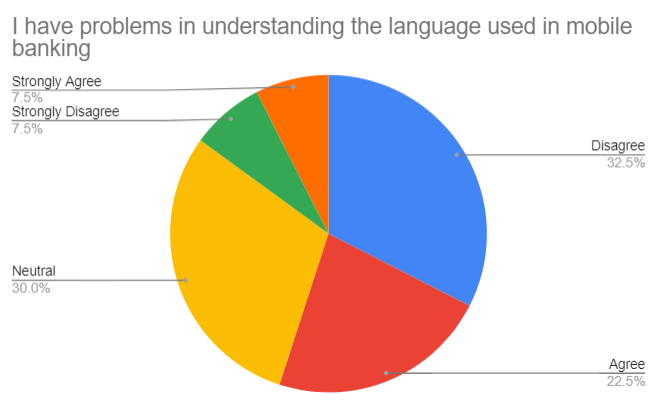 I have problems in understanding the language used in mobile
banking
Strongly Agree
7.5%
Strongly Disagree
7.5%
Disagree
32.5%
Neutral
30.0%
Agree
22.5%